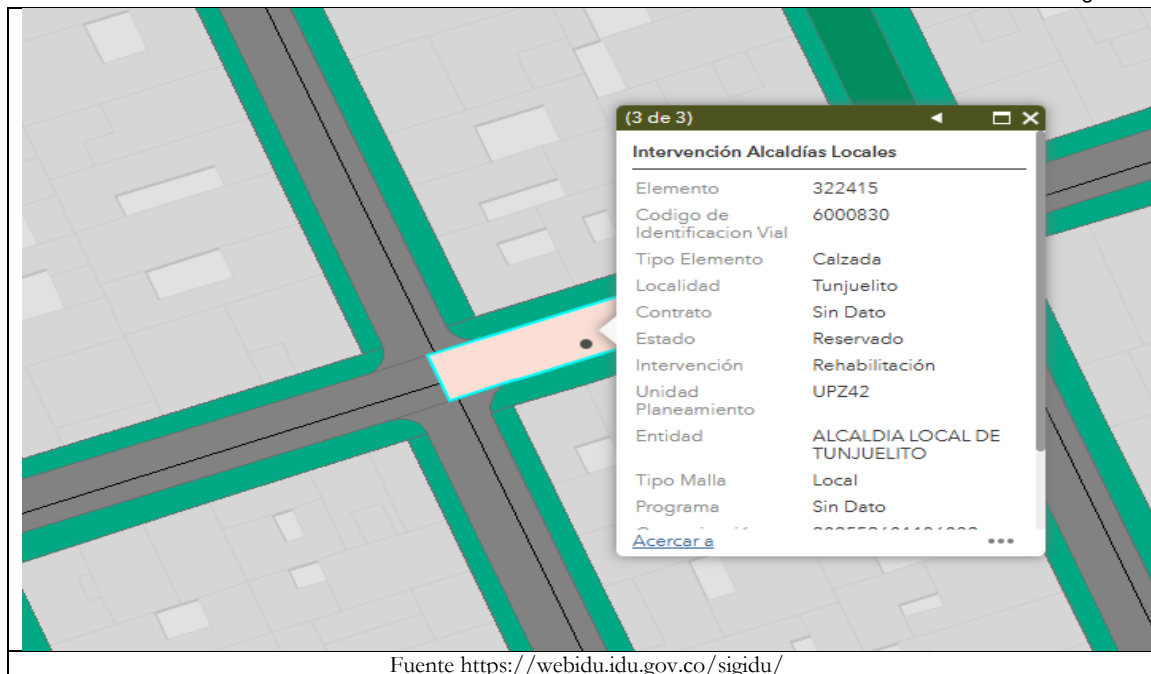 (3 de 3)
Intervención Alcaldías Locales
Elemento 322415
Codigo de Identificacion Vial 6000830
Tipo Elemento Calzada
Localidad Tunjuelito
Contrato Sin Dato
Estado Reservado
Intervención Rehabilitación
Unidad Planeamiento UPZ42
Entidad ALCALDIA LOCAL DE TUNJUELITO
Tipo Malla Local
Programa Sin Dato
Acercar a
Fuente https://webidu.idu.gov.co/sigidu/